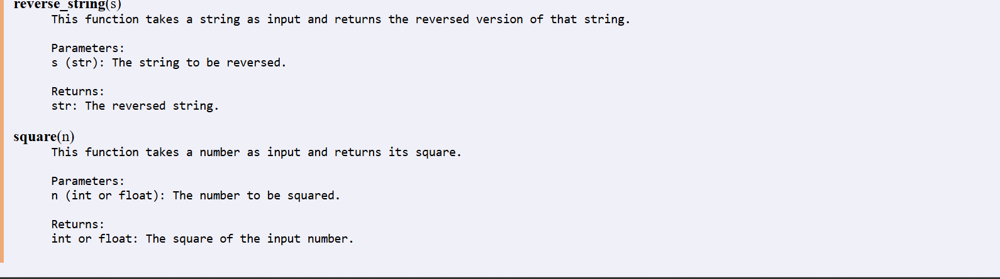 reverse_string(s)
This function takes a string as input and returns the reversed version of that string.
Parameters:
s (str): The string to be reversed.
Returns:
str: The reversed string.
square(n)
This function takes a number as input and returns its square.
Parameters:
n (int or float): The number to be squared.
Returns:
int or float: The square of the input number.